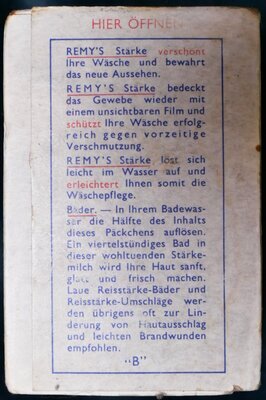 HIER ÖFFNEN
REMY'S Stärke verschönt
Ihre Wäsche und bewahrt
das neue Aussehen.
REMY'S Stärke bedeckt
das Gewebe wieder mit
einem unsichtbaren Film und
schützt Ihre Wäsche erfolg-
reich gegen vorzeitige
Verschmutzung.
REMY'S Stärke löst sich
leicht im Wasser auf und
erleichtert Ihnen somit die
Wäschepflege.
Bäder. — In Ihrem Badewas-
ser die Hälfte des Inhalts
dieses Päckchens auflösen.
Ein viertelstündiges Bad in
dieser wohltuenden Stärke-
milch wird Ihre Haut sanft,
glatt und frisch machen.
Laue Reisstärke-Bäder und
Reisstärke-Umschläge wer-
den übrigens oft zur Lin-
derung von Hautausschlag
und leichten Brandwunden
empfohlen.
"B"